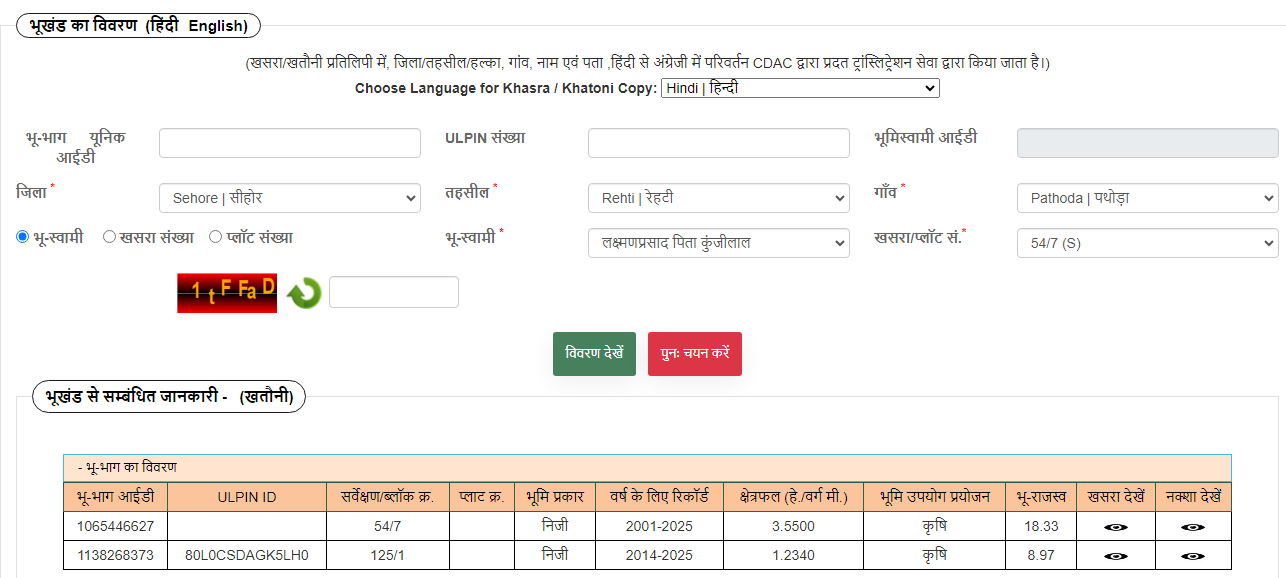 भूखंड का विवरण (हिंदी English)
(खसरा/खतौनी प्रतिलिपी में, जिला/तहसील/हल्का, गांव, नाम एवं पता ,हिंदी से अंग्रेजी में परिवर्तन CDAC द्वारा प्रदत ट्रांस्लिट्रेशन सेवा द्वारा किया जाता है।)
Choose Language for Khasra / Khatoni Copy: Hindi | हिन्दी
भू-भाग यूनिक आईडी ULPIN संख्या भूमिस्वामी आईडी
जिला * Sehore | सीहोर तहसील * Rehti | रेहटी गाँव * Pathoda | पथोड़ा
भू-स्वामी खसरा संख्या प्लॉट संख्या भू-स्वामी * लक्ष्मणप्रसाद पिता कुंजीलाल खसरा/प्लॉट सं.* 54/7 (S)
1 t F Fa D
विवरण देखें पुनः चयन करें
भूखंड से सम्बंधित जानकारी - (खतौनी)
- भू-भाग का विवरण
भू-भाग आईडी ULPIN ID सर्वेक्षण/ब्लॉक क्र. प्लाट क्र. भूमि प्रकार वर्ष के लिए रिकॉर्ड क्षेत्रफल (हे./वर्ग मी.) भूमि उपयोग प्रयोजन भू-राजस्व खसरा देखें नक्शा देखें
1065446627 54/7 निजी 2001-2025 3.5500 कृषि 18.33
1138268373 80L0CSDAGK5LH0 125/1 निजी 2014-2025 1.2340 कृषि 8.97